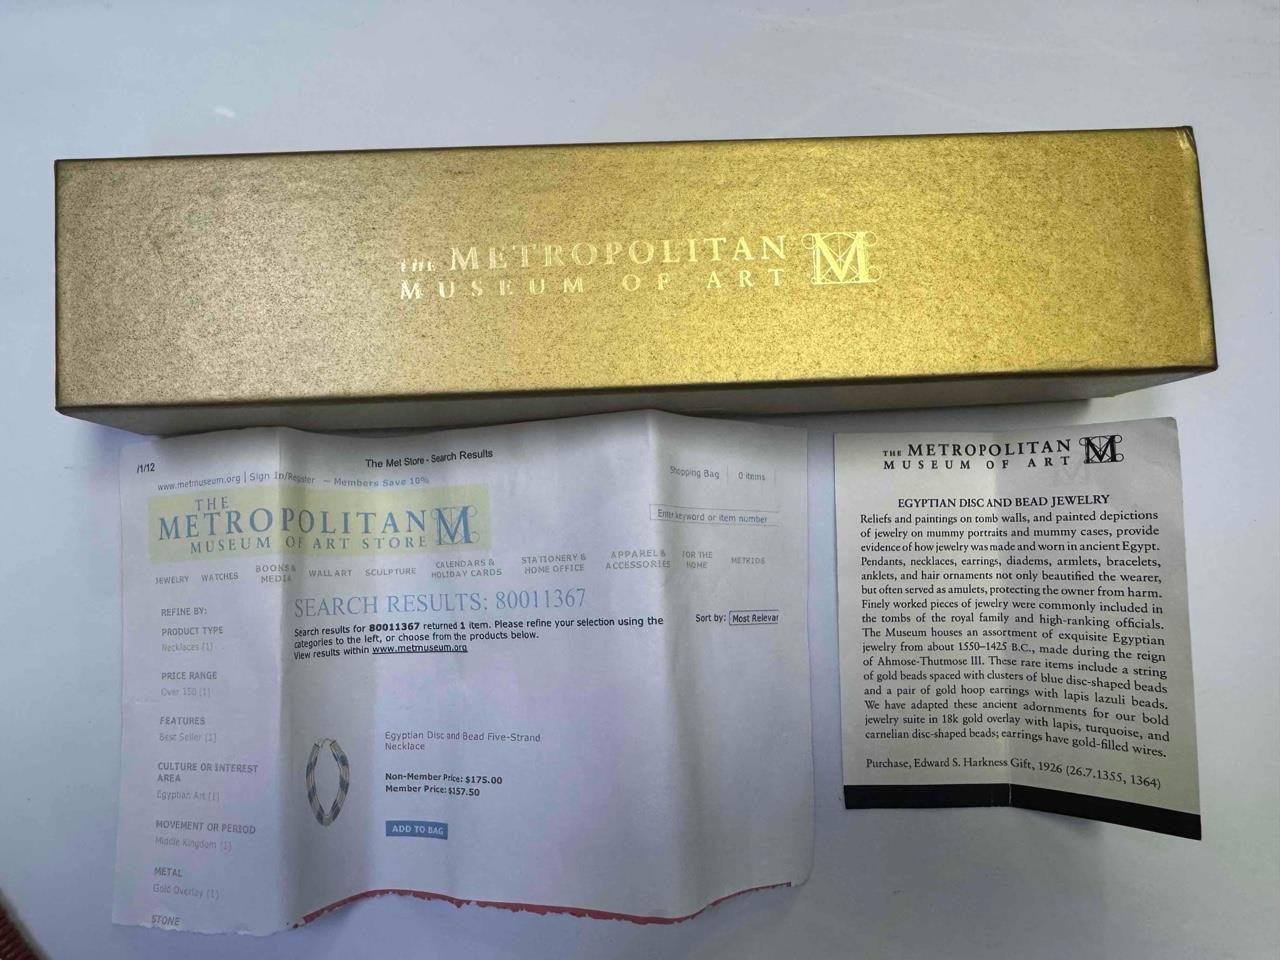 THE METROPOLITAN
MUSEUM OF ART M
/1/12
The Met Store - Search Results
www.metmuseum.org | Sign In/Register — Members Save 10%
Shopping Bag | 0 items
THE
METROPOLITAN M
MUSEUM OF ART STORE
Enter keyword or item number
JEWELRY
WATCHES
BOOKS &
MEDIA
WALL ART
SCULPTURE
CALENDARS &
HOLIDAY CARDS
STATIONERY &
HOME OFFICE
APPAREL &
ACCESSORIES
FOR THE
HOME
METKIDS
REFINE BY:
PRODUCT TYPE
Necklaces (1)
PRICE RANGE
Over 150 (1)
FEATURES
Best Seller (1)
CULTURE OR INTEREST
AREA
Egyptian Art (1)
MOVEMENT OR PERIOD
Middle Kingdom (1)
METAL
Gold Overlay (1)
STONE
SEARCH RESULTS: 80011367
Search results for 80011367 returned 1 item. Please refine your selection using the
categories to the left, or choose from the products below.
View results within www.metmuseum.org
Sort by: Most Relevan
Egyptian Disc and Bead Five-Strand
Necklace
Non-Member Price: $175.00
Member Price: $157.50
ADD TO BAG
THE METROPOLITAN
MUSEUM OF ART M
EGYPTIAN DISC AND BEAD JEWELRY
Reliefs and paintings on tomb walls, and painted depictions
of jewelry on mummy portraits and mummy cases, provide
evidence of how jewelry was made and worn in ancient Egypt.
Pendants, necklaces, earrings, diadems, armlets, bracelets,
anklets, and hair ornaments not only beautified the wearer,
but often served as amulets, protecting the owner from harm.
Finely worked pieces of jewelry were commonly included in
the tombs of the royal family and high-ranking officials.
The Museum houses an assortment of exquisite Egyptian
jewelry from about 1550–1425 B.C., made during the reign
of Ahmose-Thutmose III. These rare items include a string
of gold beads spaced with clusters of blue disc-shaped beads
and a pair of gold hoop earrings with lapis lazuli beads.
We have adapted these ancient adornments for our bold
jewelry suite in 18k gold overlay with lapis, turquoise, and
carnelian disc-shaped beads; earrings have gold-filled wires.
Purchase, Edward S. Harkness Gift, 1926 (26.7.1355, 1364)